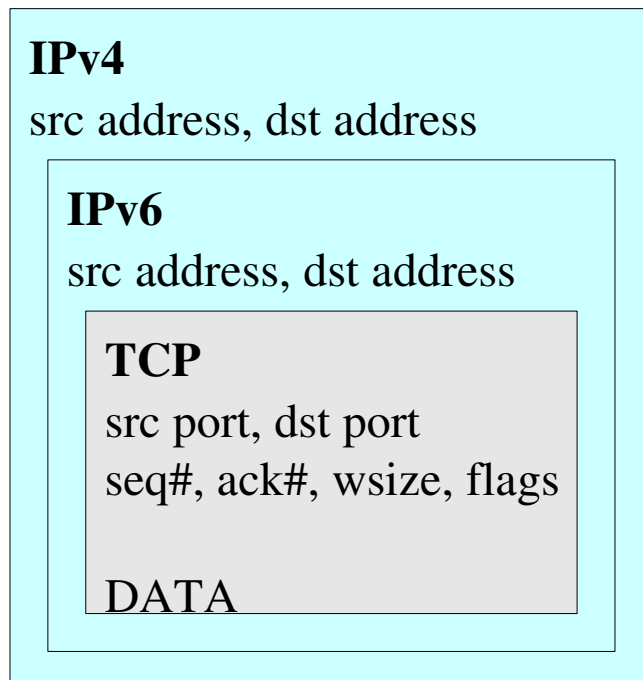 IPv4
src address, dst address
IPv6
src address, dst address
TCP
src port, dst port
seq#, ack#, wsize, flags
DATA